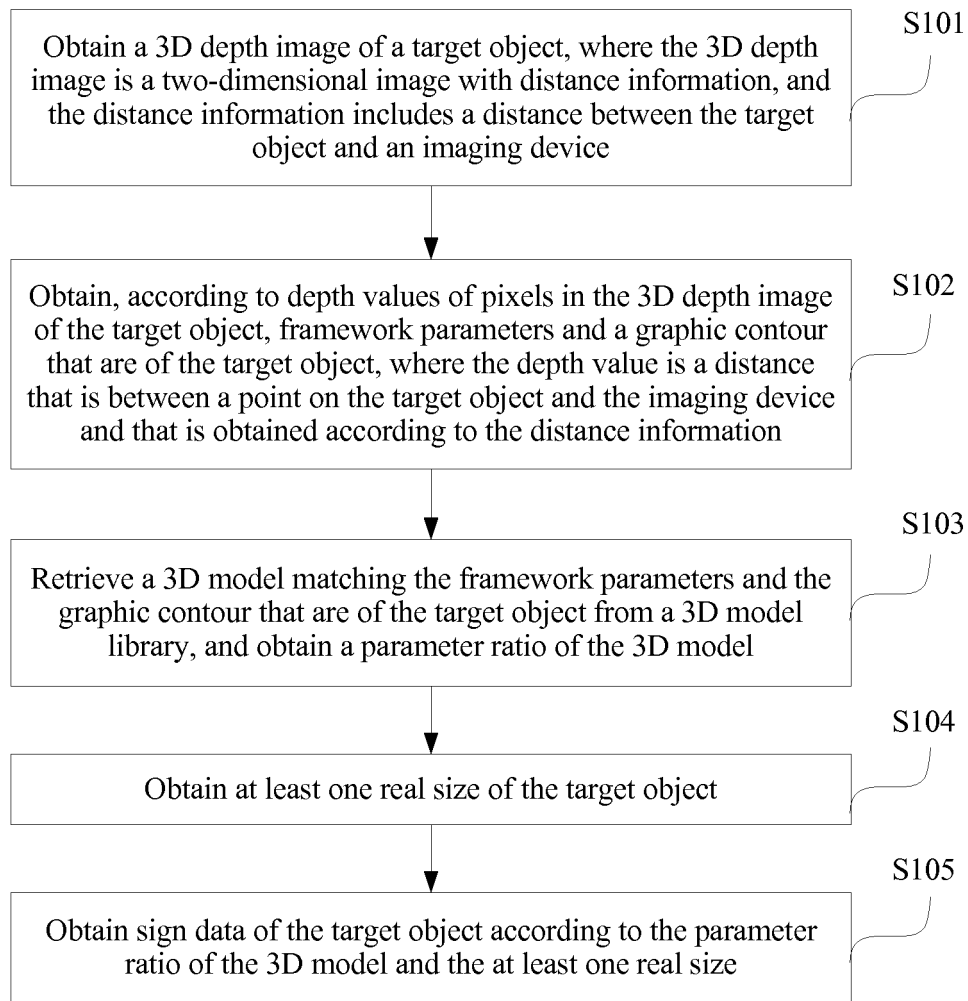 S101
Obtain a 3D depth image of a target object, where the 3D depth
image is a two-dimensional image with distance information, and
the distance information includes a distance between the target
object and an imaging device
S102
Obtain, according to depth values of pixels in the 3D depth image
of the target object, framework parameters and a graphic contour
that are of the target object, where the depth value is a distance
that is between a point on the target object and the imaging device
and that is obtained according to the distance information
S103
Retrieve a 3D model matching the framework parameters and the
graphic contour that are of the target object from a 3D model
library, and obtain a parameter ratio of the 3D model
S104
Obtain at least one real size of the target object
S105
Obtain sign data of the target object according to the parameter
ratio of the 3D model and the at least one real size